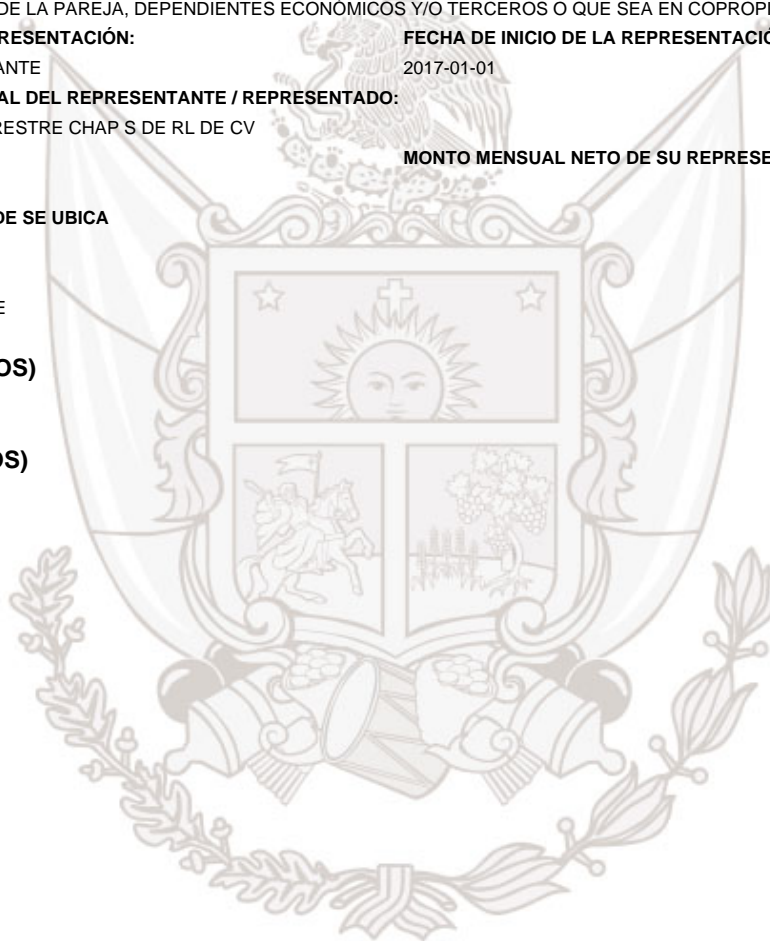 DE LA PAREJA, DEPENDIENTES ECONÓMICOS Y/O TERCEROS O QUE SEA EN COPROPI
RESENTACIÓN: FECHA DE INICIO DE LA REPRESENTACIÓ
ANTE 2017-01-01
AL DEL REPRESENTANTE / REPRESENTADO:
RESTRE CHAP S DE RL DE CV
MONTO MENSUAL NETO DE SU REPRESE
DE SE UBICA
E
OS)
OS)